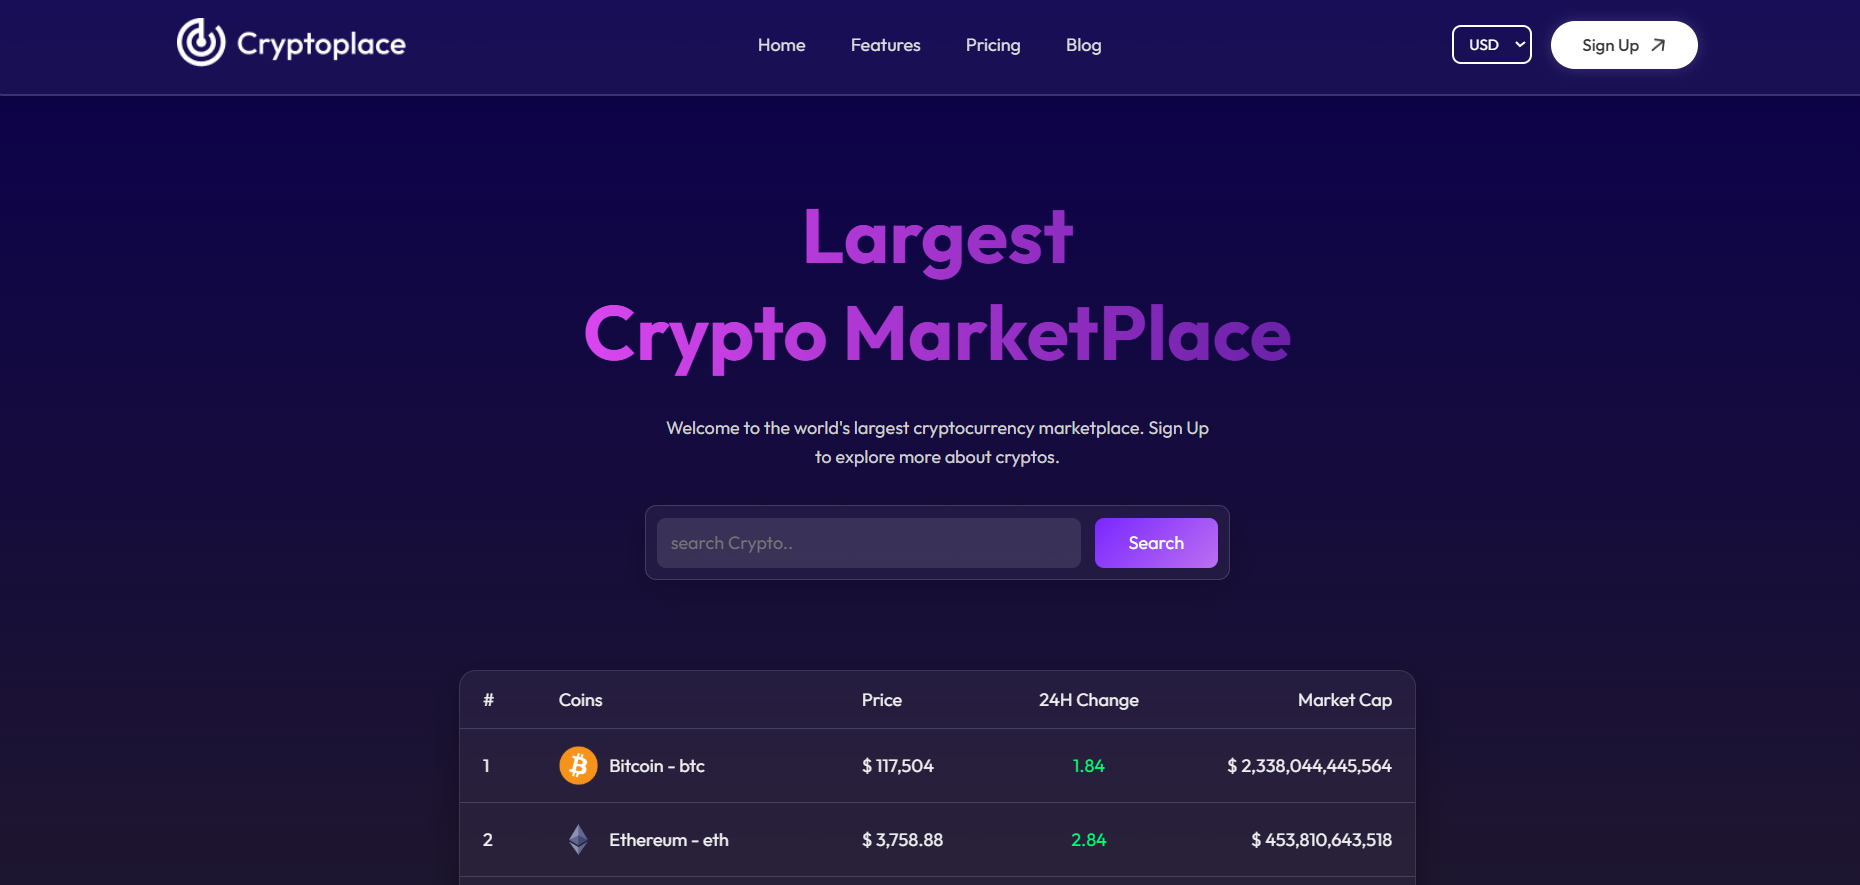 Cryptoplace
Home Features Pricing Blog
USD
Sign Up
Largest
Crypto MarketPlace
Welcome to the world's largest cryptocurrency marketplace. Sign Up
to explore more about cryptos.
search Crypto..
Search
# Coins Price 24H Change Market Cap
1 Bitcoin - btc $ 117,504 1.84 $ 2,338,044,445,564
2 Ethereum - eth $ 3,758.88 2.84 $ 453,810,643,518